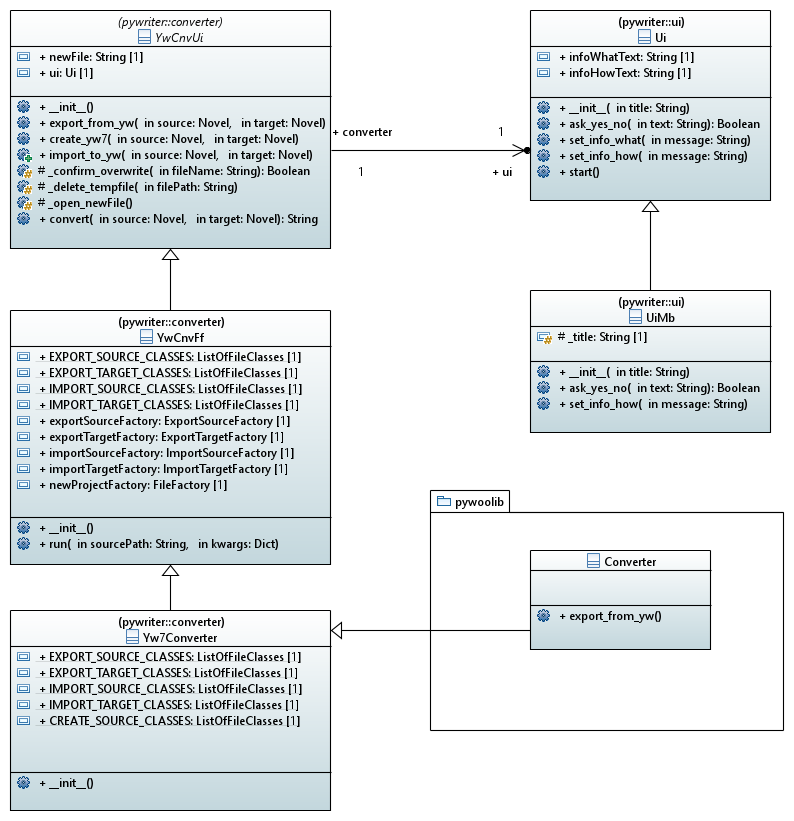 (pywriter::converter)
YwCnvUi
+ newFile: String [1]
+ ui: Ui [1]
+ __init__()
+ export_from_yw( in source: Novel, in target: Novel)
+ create_yw7( in source: Novel, in target: Novel)
+ import_to_yw( in source: Novel, in target: Novel)
# _confirm_overwrite( in fileName: String): Boolean
# _delete_tempfile( in filePath: String)
# _open_newFile()
+ convert( in source: Novel, in target: Novel): String
+ converter
1
1
+ ui
(pywriter::ui)
Ui
+ infoWhatText: String [1]
+ infoHowText: String [1]
+ __init__( in title: String)
+ ask_yes_no( in text: String): Boolean
+ set_info_what( in message: String)
+ set_info_how( in message: String)
+ start()
(pywriter::converter)
YwCnvFf
+ EXPORT_SOURCE_CLASSES: ListOfFileClasses [1]
+ EXPORT_TARGET_CLASSES: ListOfFileClasses [1]
+ IMPORT_SOURCE_CLASSES: ListOfFileClasses [1]
+ IMPORT_TARGET_CLASSES: ListOfFileClasses [1]
+ exportSourceFactory: ExportSourceFactory [1]
+ exportTargetFactory: ExportTargetFactory [1]
+ importSourceFactory: ImportSourceFactory [1]
+ importTargetFactory: ImportTargetFactory [1]
+ newProjectFactory: FileFactory [1]
+ __init__()
+ run( in sourcePath: String, in kwargs: Dict)
(pywriter::ui)
UiMb
# _title: String [1]
+ __init__( in title: String)
+ ask_yes_no( in text: String): Boolean
+ set_info_how( in message: String)
pywoolib
Converter
+ export_from_yw()
(pywriter::converter)
Yw7Converter
+ EXPORT_SOURCE_CLASSES: ListOfFileClasses [1]
+ EXPORT_TARGET_CLASSES: ListOfFileClasses [1]
+ IMPORT_SOURCE_CLASSES: ListOfFileClasses [1]
+ IMPORT_TARGET_CLASSES: ListOfFileClasses [1]
+ CREATE_SOURCE_CLASSES: ListOfFileClasses [1]
+ __init__()